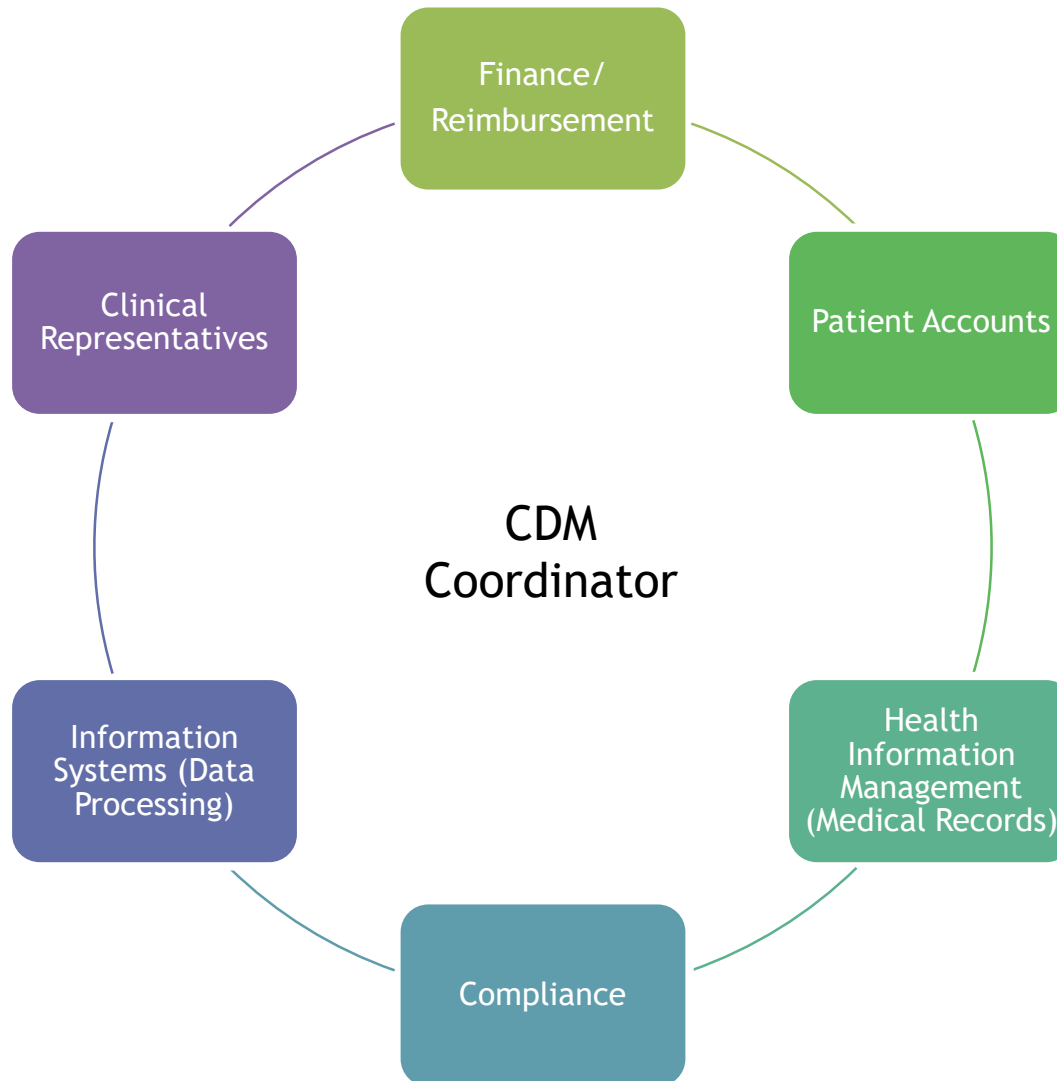 Finance/
Reimbursement
Clinical
Representatives
Patient Accounts
CDM
Coordinator
Information
Systems (Data
Processing)
Health
Information
Management
(Medical Records)
Compliance